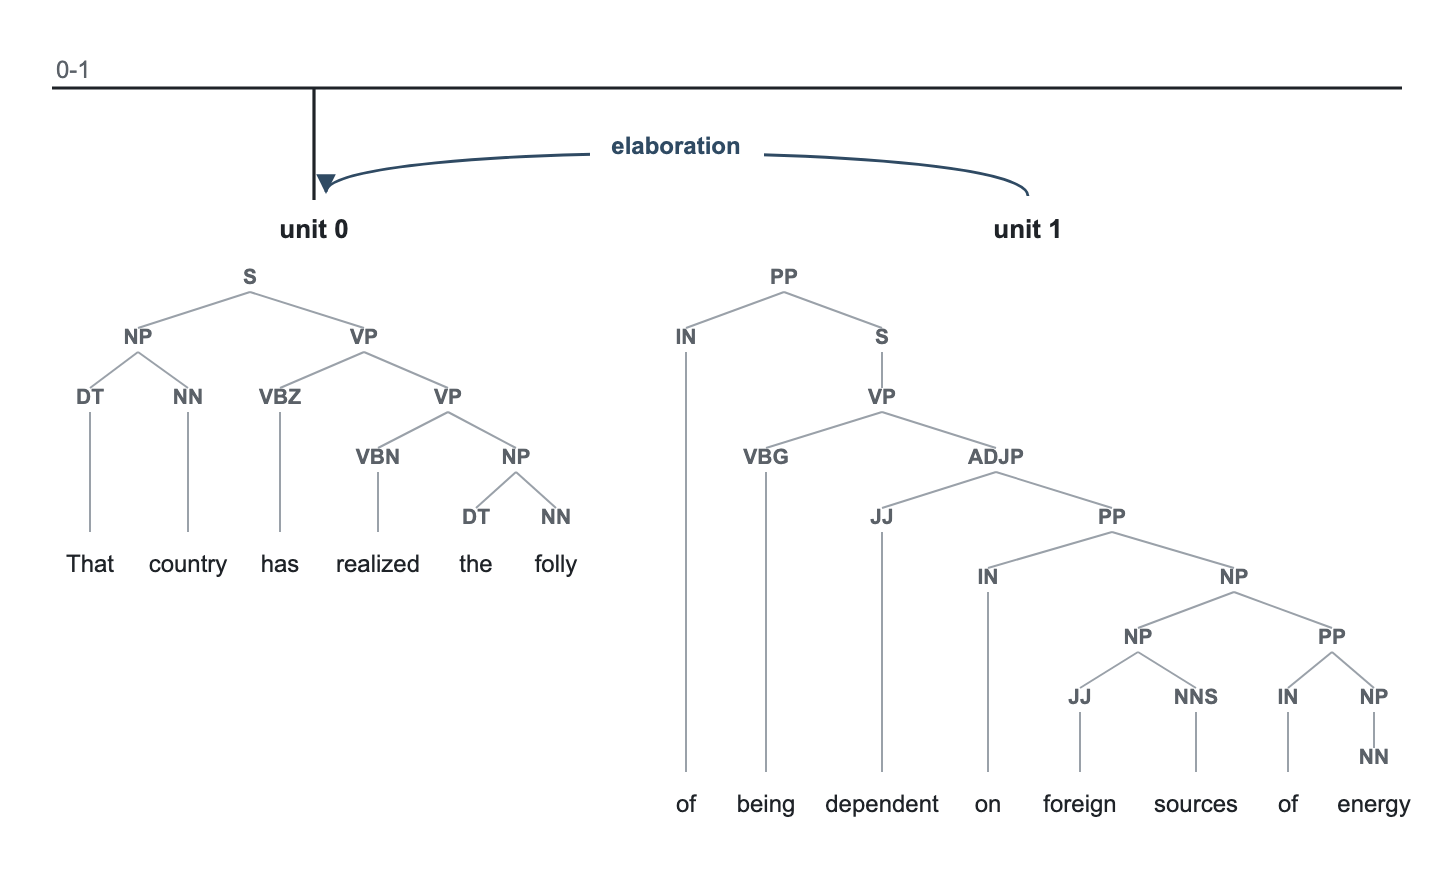 0-1
elaboration
unit 0 unit 1
S PP
NP VP IN S
DT NN VBZ VP VP
VBN NP VBG ADJP
DT NN JJ PP
That country has realized the folly
IN NP
NP PP
JJ NNS IN NP
NN
of being dependent on foreign sources of energy